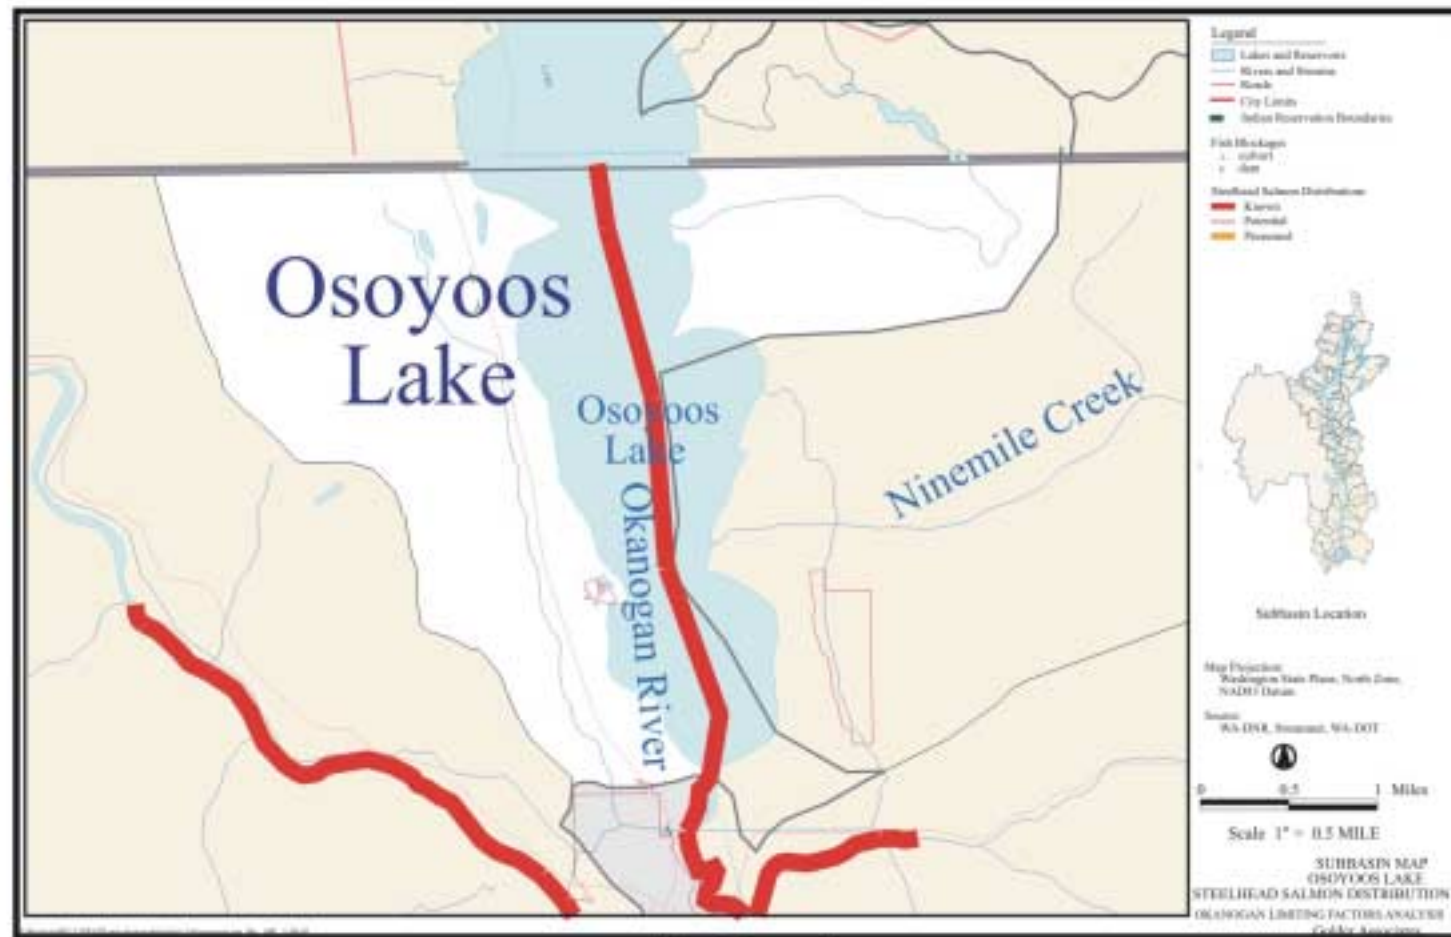 Osoyoos
Lake
Osoyoos
Lake
Okanogan River
Ninemile Creek
Legend
Lakes and Reservoirs
Rivers and Streams
Roads
City Limits
Indian Reservation Boundaries
Fish Blockages
culvert
dam
Steelhead Salmon Distribution
Known
Potential
Presumed
Subbasin Location
Map Projection:
Washington State Plane, North Zone,
NAD83 Datum
Source:
WA-DNR, Streamnet, WA-DOT
0 0.5 1 Miles
Scale 1" = 0.5 MILE
SUBBASIN MAP
OSOYOOS LAKE
STEELHEAD SALMON DISTRIBUTION
OKANOGAN LIMITING FACTORS ANALYSIS
Golder Associates